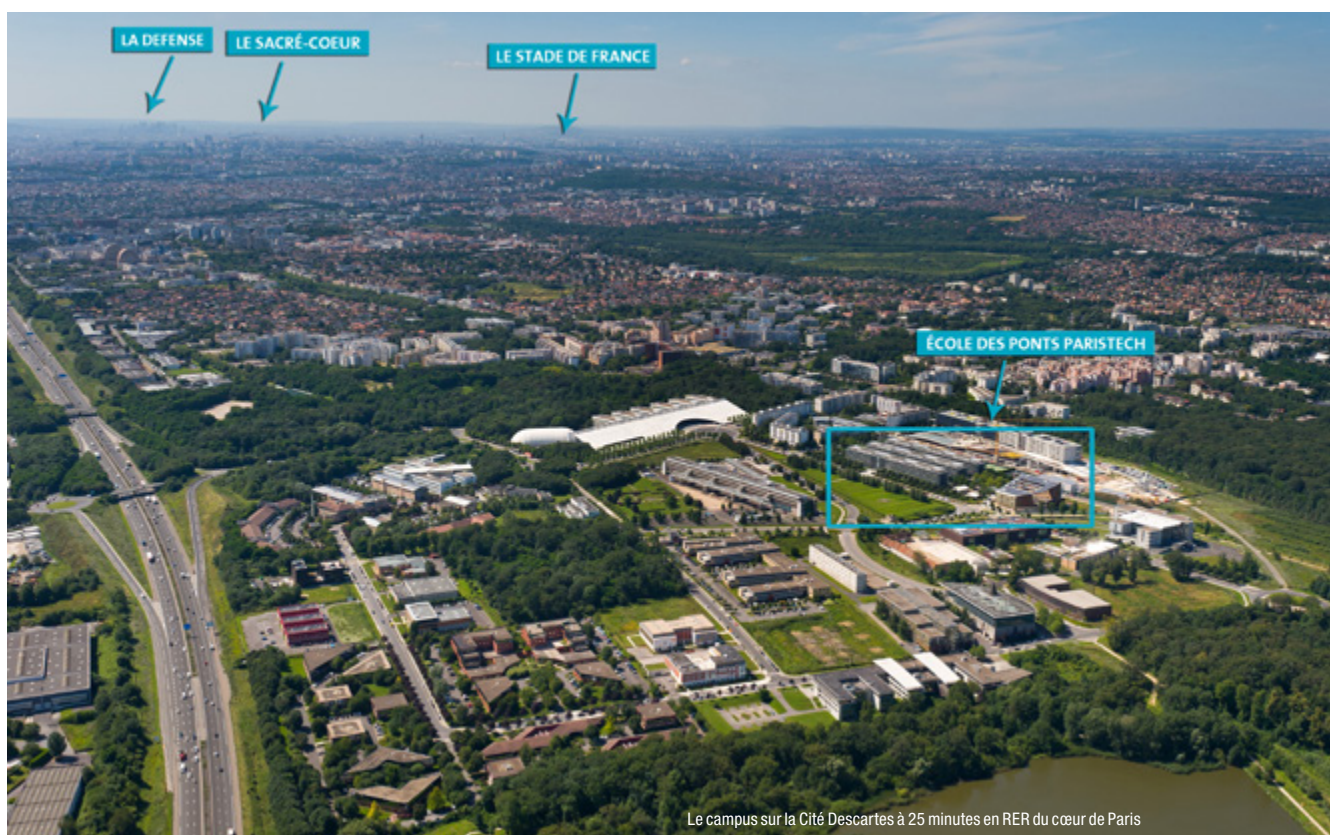 LA DEFENSE
LE SACRÉ-COEUR
LE STADE DE FRANCE
ÉCOLE DES PONTS PARISTECH
Le campus sur la Cité Descartes à 25 minutes en RER du cœur de Paris